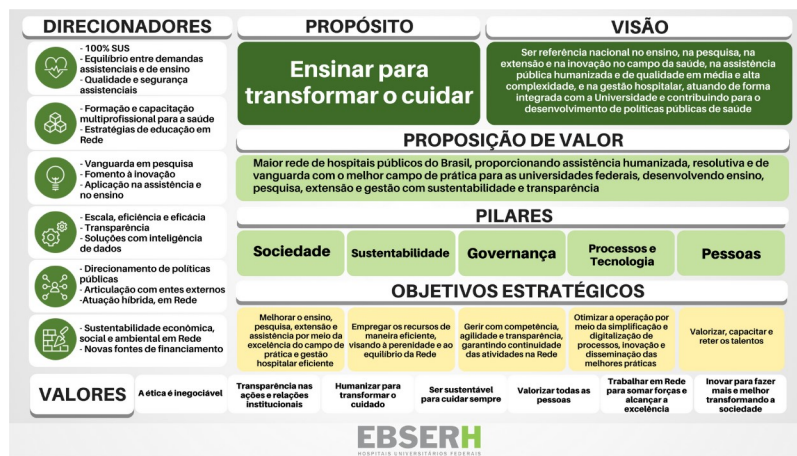 DIRECIONADORES
- 100% SUS
- Equilíbrio entre demandas
assistenciais e de ensino
- Qualidade e segurança
assistenciais
- Formação e capacitação
multiprofissional para a saúde
- Estratégias de educação em
Rede
- Vanguarda em pesquisa
- Fomento à inovação
- Aplicação na assistência e
no ensino
- Escala, eficiência e eficácia
- Transparência
- Soluções com inteligência
de dados
- Direcionamento de políticas
públicas
- Articulação com entes externos
-Atuação híbrida, em Rede
- Sustentabilidade econômica,
social e ambiental em Rede
- Novas fontes de financiamento
PROPÓSITO
Ensinar para
transformar o cuidar
VISÃO
Ser referência nacional no ensino, na pesquisa, na
extensão e na inovação no campo da saúde, na assistência
pública humanizada e de qualidade em média e alta
complexidade, e na gestão hospitalar, atuando de forma
integrada com a Universidade e contribuindo para o
desenvolvimento de políticas públicas de saúde
PROPOSIÇÃO DE VALOR
Maior rede de hospitais públicos do Brasil, proporcionando assistência humanizada, resolutiva e de
vanguarda com o melhor campo de prática para as universidades federais, desenvolvendo ensino,
pesquisa, extensão e gestão com sustentabilidade e transparência
PILARES
Sociedade
Sustentabilidade
Governança
Processos e
Tecnologia
Pessoas
OBJETIVOS ESTRATÉGICOS
Melhorar o ensino,
pesquisa, extensão e
assistência por meio da
excelência do campo de
prática e gestão
hospitalar eficiente
Empregar os recursos de
maneira eficiente,
visando à perenidade e ao
equilíbrio da Rede
Gerir com competência,
agilidade e transparência,
garantindo continuidade
das atividades na Rede
Otimizar a operação por
meio da simplificação e
digitalização de
processos, inovação e
disseminação das
melhores práticas
Valorizar, capacitar e
reter os talentos
VALORES
A ética é inegociável
Transparência nas
ações e relações
institucionais
Humanizar para
transformar o
cuidado
Ser sustentável
para cuidar sempre
Valorizar todas as
pessoas
Trabalhar em Rede
para somar forças e
alcançar a
excelência
Inovar para fazer
mais e melhor
transformando a
sociedade
EBSERH
HOSPITAIS UNIVERSITÁRIOS FEDERAIS